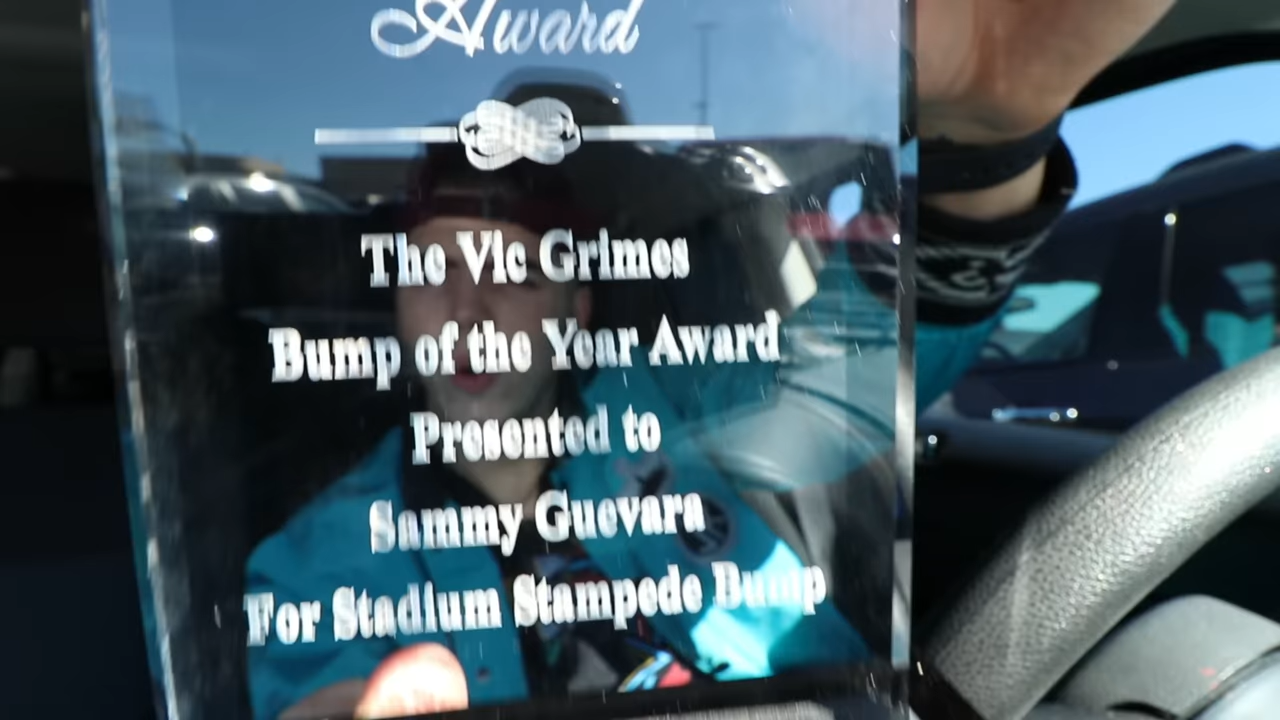 Award
The Vic Grimes
Bump of the Year Award
Presented to
Sammy Guevara
For Stadium Stampede Bump